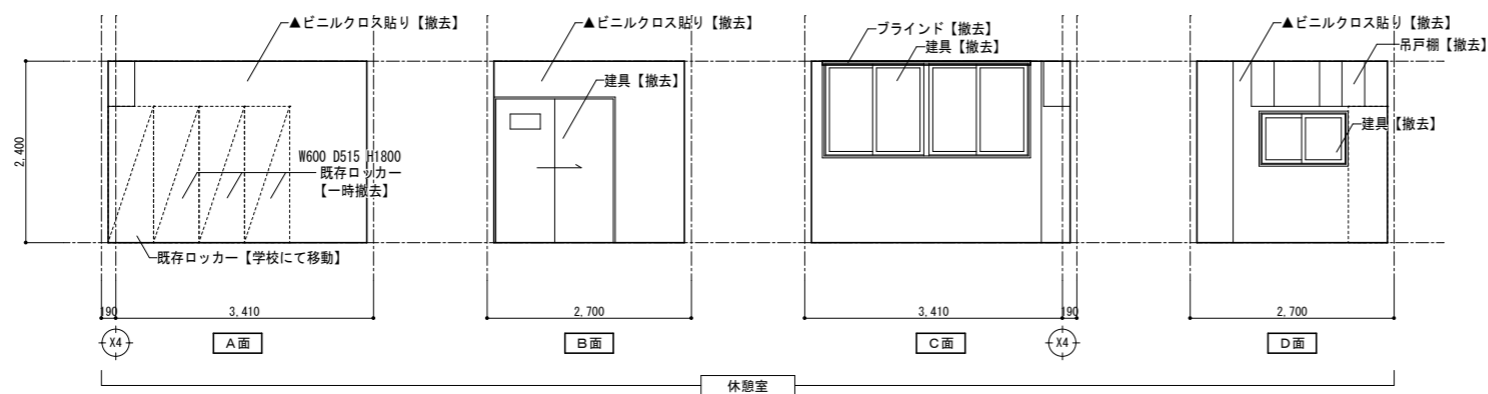 ▲ビニルクロス貼り【撤去】
▲ビニルクロス貼り【撤去】
ブラインド【撤去】
建具【撤去】
▲ビニルクロス貼り【撤去】
吊戸棚【撤去】
建具【撤去】
建具【撤去】
2,400
W600 D515 H1800
既存ロッカー
【一時撤去】
既存ロッカー【学校にて移動】
190
3,410
2,700
3,410
190
2,700
X4
A面
B面
C面
X4
D面
休憩室